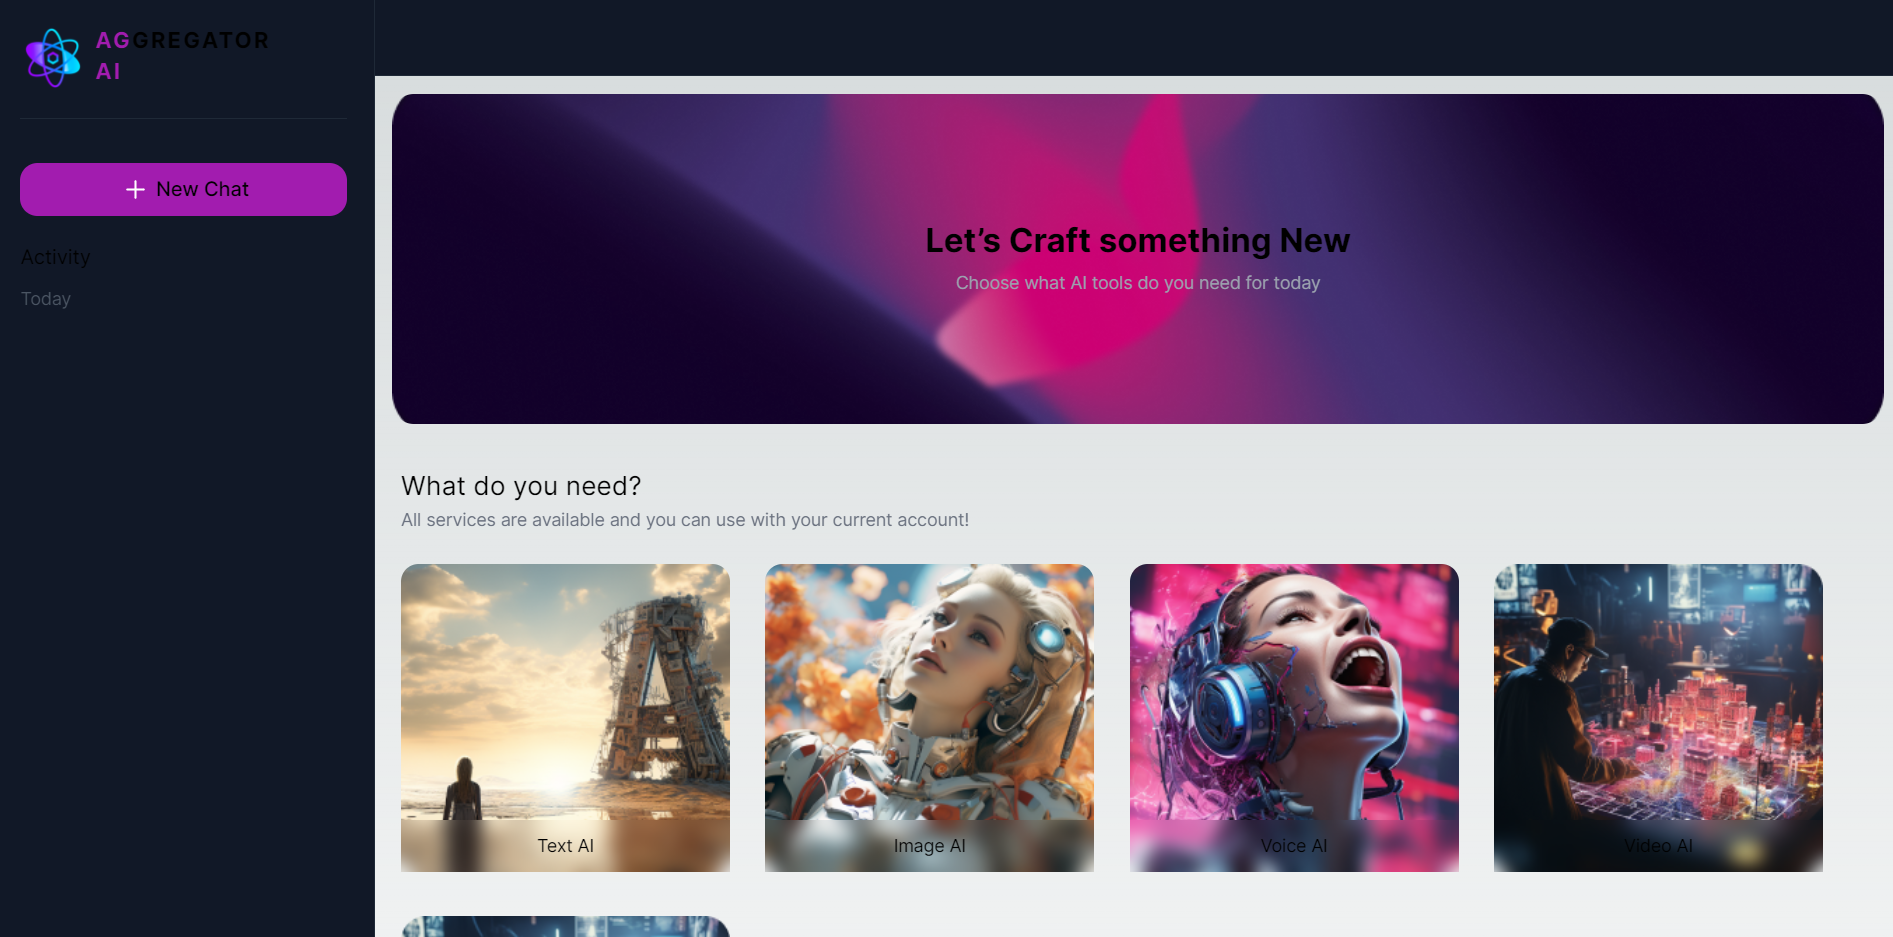 AGGREGATOR
AI
New Chat
Activity
Today
Let’s Craft something New
Choose what AI tools do you need for today
What do you need?
All services are available and you can use with your current account!
Text AI
Image AI
Voice AI
Video AI